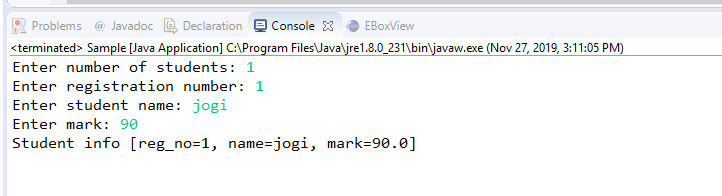 Problems @ Javadoc Declaration Console EBoxView
<terminated> Sample [Java Application] C:\Program Files\Java\jre1.8.0_231\bin\javaw.exe (Nov 27, 2019, 3:11:05 PM)
Enter number of students: 1
Enter registration number: 1
Enter student name: jogi
Enter mark: 90
Student info [reg_no=1, name=jogi, mark=90.0]